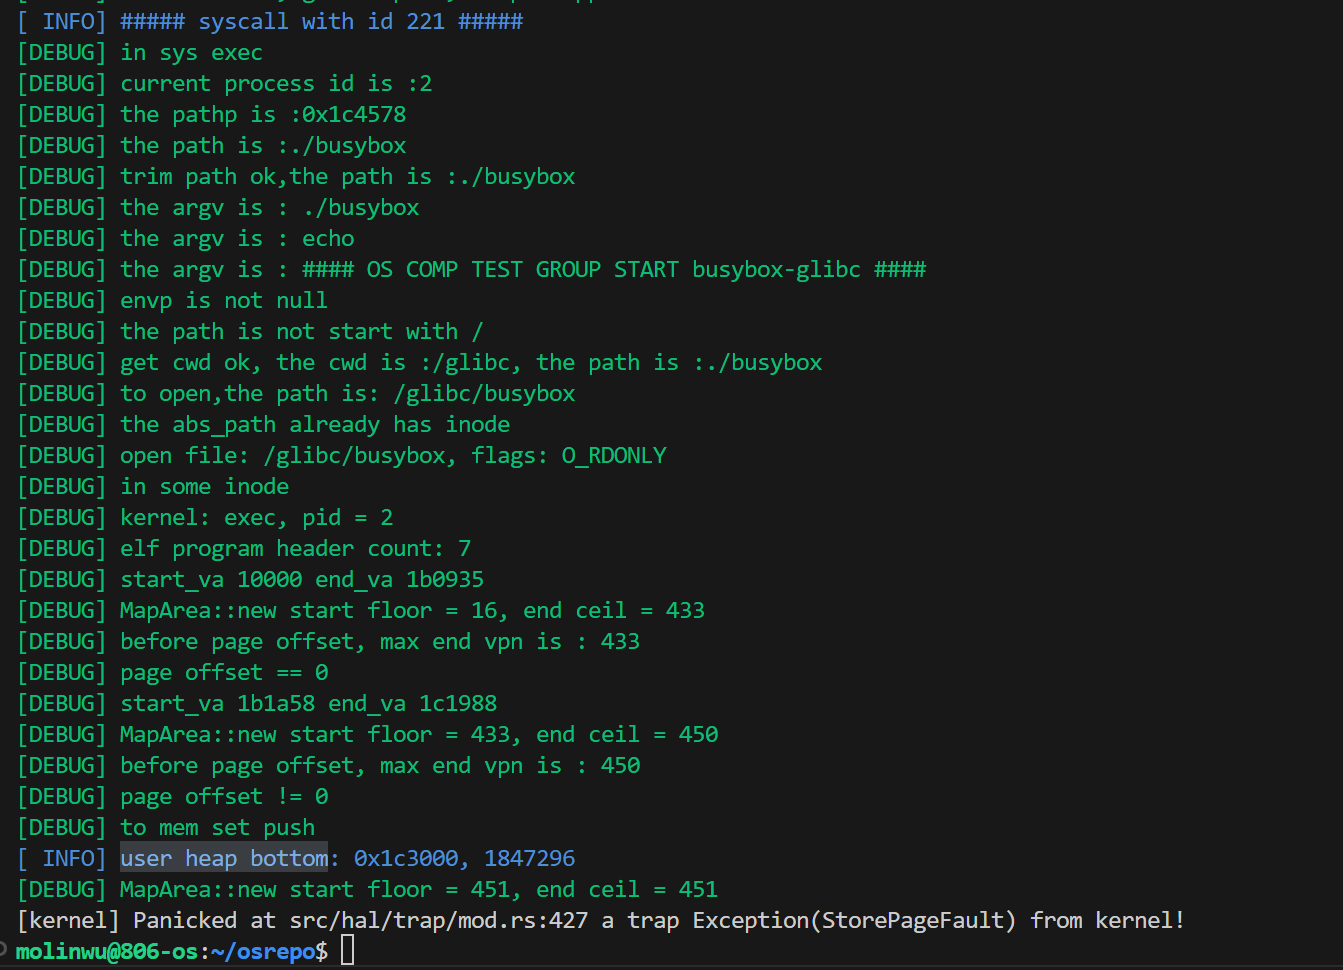 [ INFO] ##### syscall with id 221 #####
[DEBUG] in sys exec
[DEBUG] current process id is :2
[DEBUG] the pathp is :0x1c4578
[DEBUG] the path is :./busybox
[DEBUG] trim path ok,the path is :./busybox
[DEBUG] the argv is : ./busybox
[DEBUG] the argv is : echo
[DEBUG] the argv is : #### OS COMP TEST GROUP START busybox-glibc ####
[DEBUG] envp is not null
[DEBUG] the path is not start with /
[DEBUG] get cwd ok, the cwd is :/glibc, the path is :./busybox
[DEBUG] to open,the path is: /glibc/busybox
[DEBUG] the abs_path already has inode
[DEBUG] open file: /glibc/busybox, flags: O_RDONLY
[DEBUG] in some inode
[DEBUG] kernel: exec, pid = 2
[DEBUG] elf program header count: 7
[DEBUG] start_va 10000 end_va 1b0935
[DEBUG] MapArea::new start floor = 16, end ceil = 433
[DEBUG] before page offset, max end vpn is : 433
[DEBUG] page offset == 0
[DEBUG] start_va 1b1a58 end_va 1c1988
[DEBUG] MapArea::new start floor = 433, end ceil = 450
[DEBUG] before page offset, max end vpn is : 450
[DEBUG] page offset != 0
[DEBUG] to mem set push
[ INFO] user heap bottom: 0x1c3000, 1847296
[DEBUG] MapArea::new start floor = 451, end ceil = 451
[kernel] Panicked at src/hal/trap/mod.rs:427 a trap Exception(StorePageFault) from kernel!
molinwu@806-os:~/osrepo$